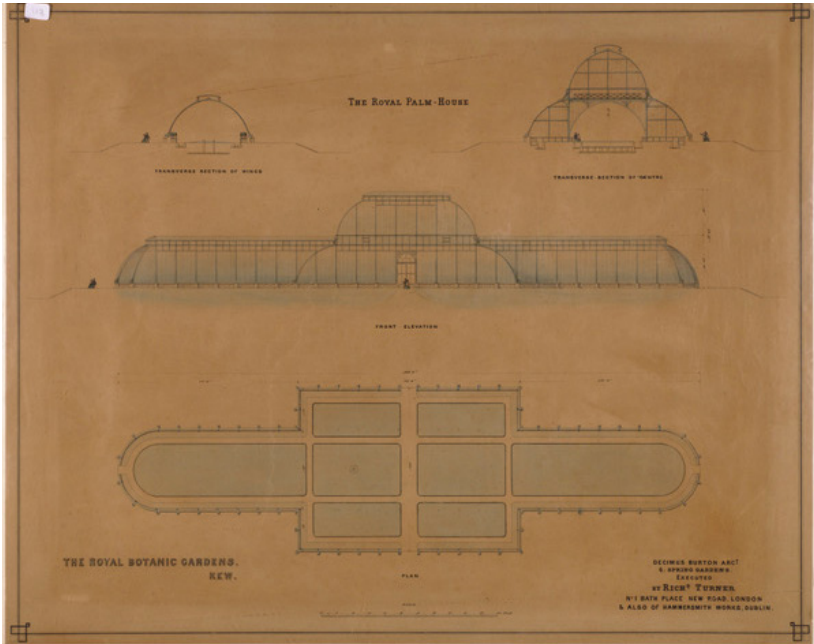 THE ROYAL PALM-HOUSE
TRANSVERSE SECTION OF WINGS
TRANSVERSE SECTION OF CENTRE.
FRONT ELEVATION
THE ROYAL BOTANIC GARDENS.
KEW.
PLAN
SCALE
DECIMUS BURTON ARCT
6. SPRING GARDENS.
EXECUTED
BY RICHD TURNER
No 1 BATH PLACE NEW ROAD, LONDON
& ALSO OF HAMMERSMITH WORKS, DUBLIN.